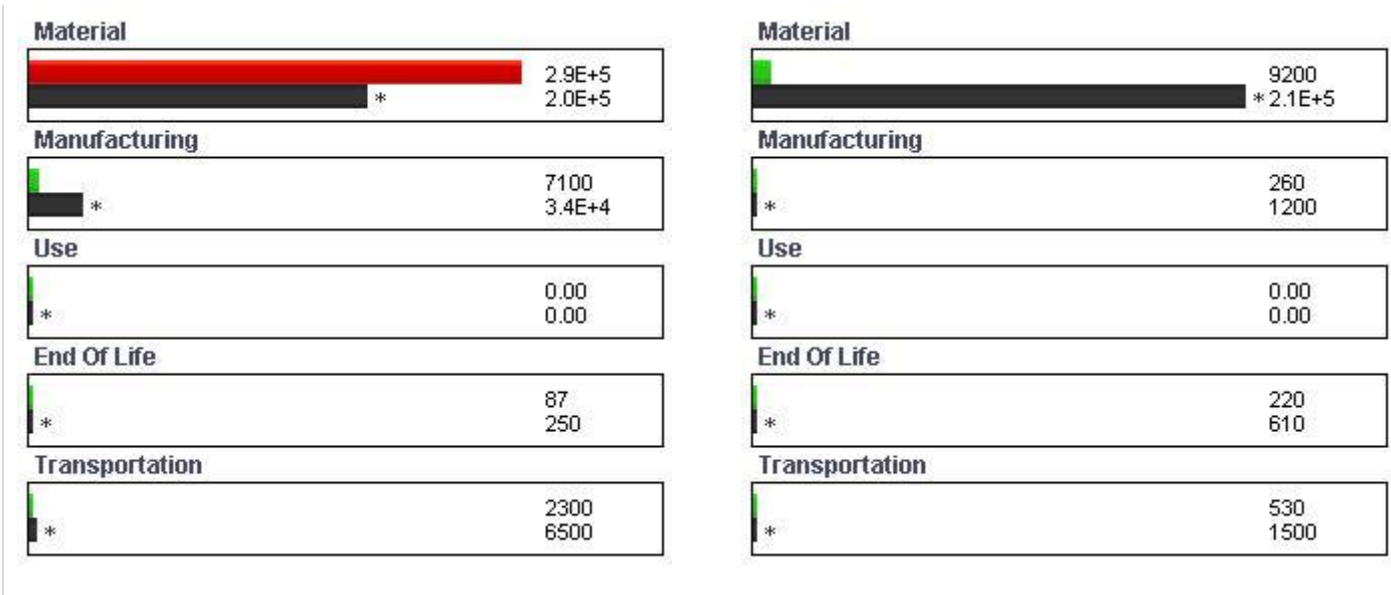 Material
2.9E+5
* 2.0E+5
Manufacturing
7100
* 3.4E+4
Use
0.00
* 0.00
End Of Life
87
* 250
Transportation
2300
* 6500
Material
9200
* 2.1E+5
Manufacturing
260
* 1200
Use
0.00
* 0.00
End Of Life
220
* 610
Transportation
530
* 1500